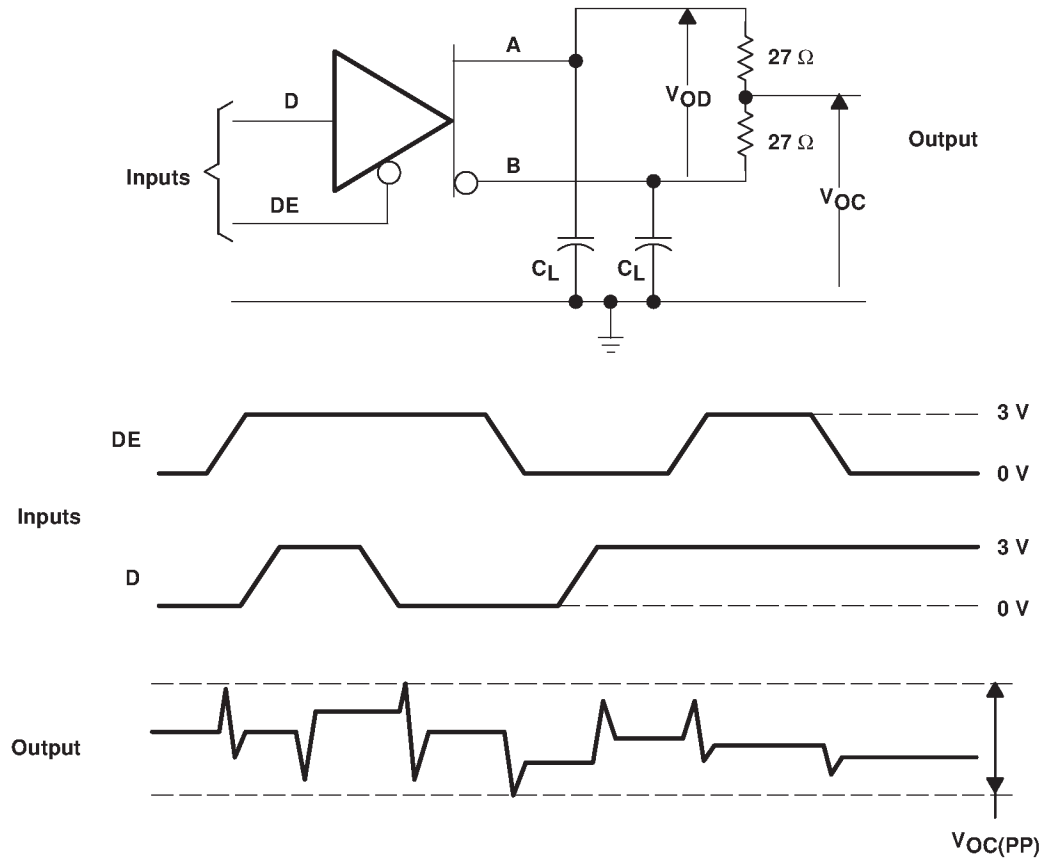 A
27 Ω
D
VOD
27 Ω
Output
Inputs
B
VOC
DE
CL
CL
3 V
DE
0 V
Inputs
3 V
D
0 V
Output
VOC(PP)